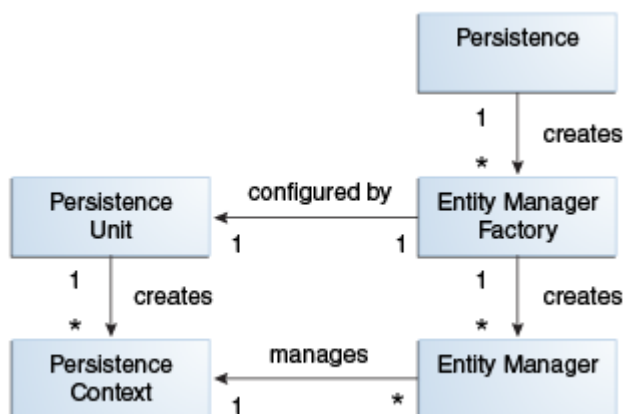 Persistence
1
creates
*
Persistence
Unit
configured by
1
1
Entity Manager
Factory
1
creates
*
1
creates
*
Persistence
Context
manages
1
*
Entity Manager